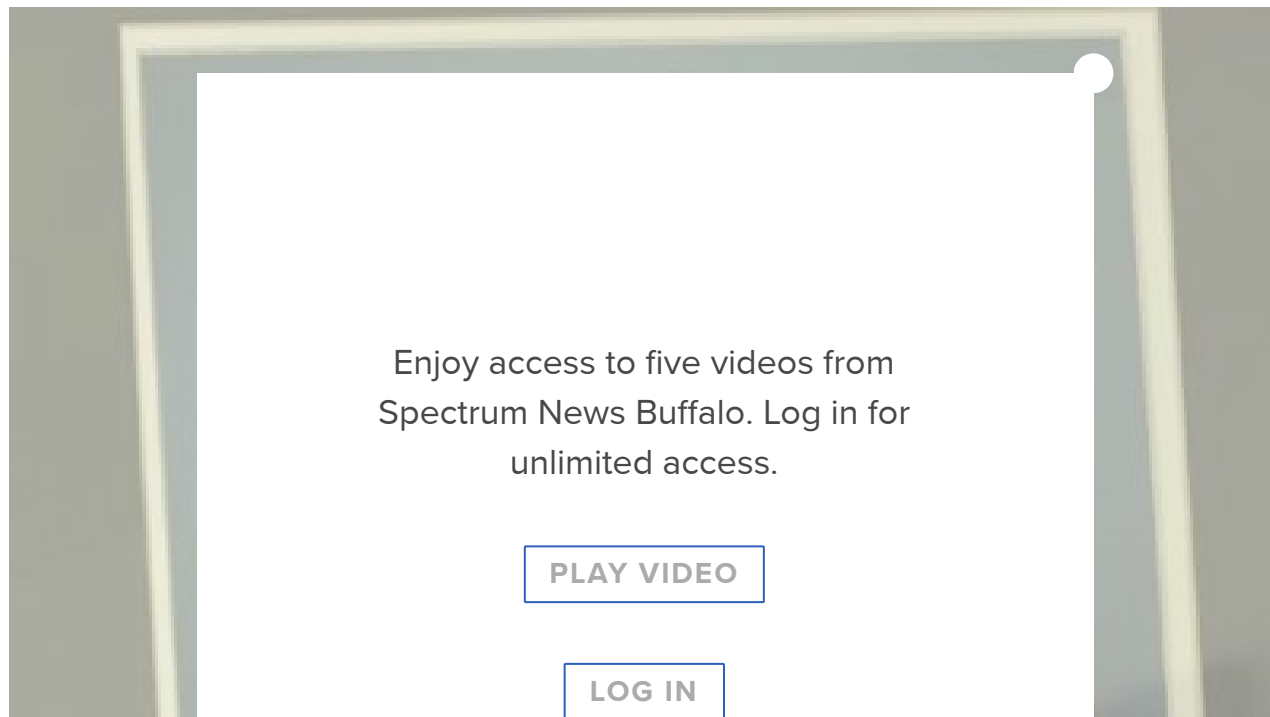 Enjoy access to five videos from
Spectrum News Buffalo. Log in for
unlimited access.
PLAY VIDEO
LOG IN